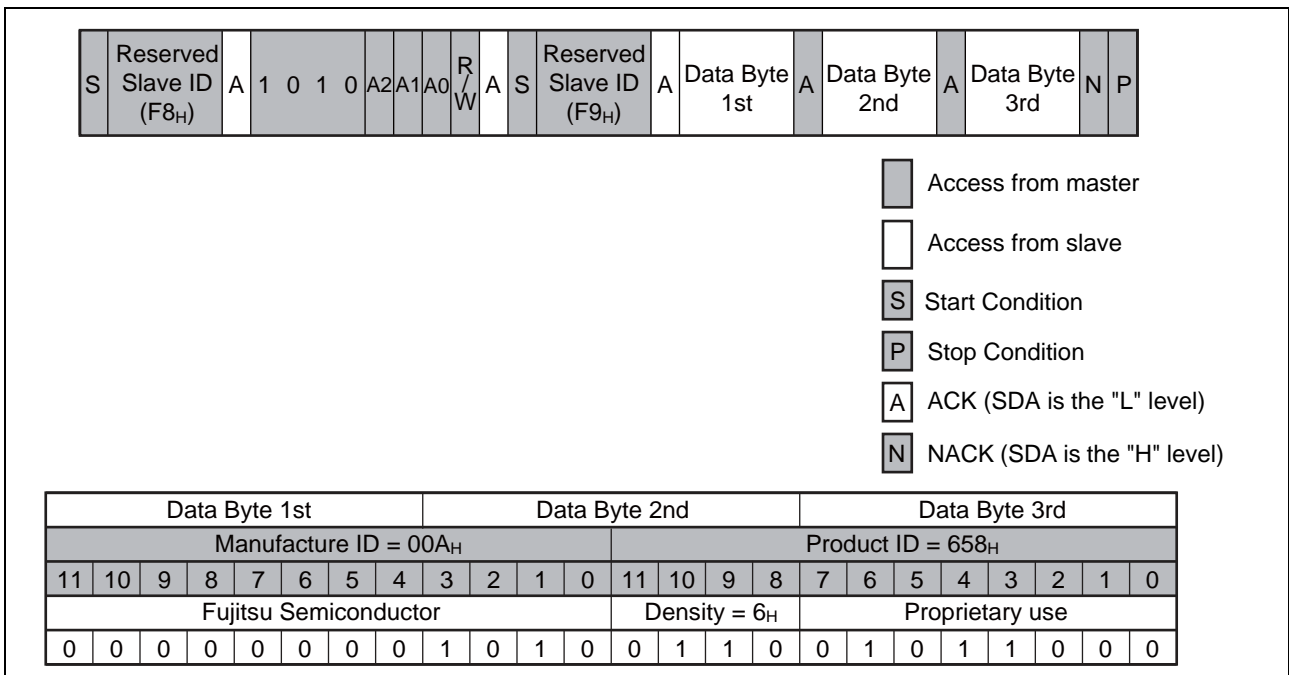 S Reserved Slave ID (F8H) A 1 0 1 0 A2 A1 A0 R/W A S Reserved Slave ID (F9H) A Data Byte 1st A Data Byte 2nd A Data Byte 3rd N P
Access from master
Access from slave
S Start Condition
P Stop Condition
A ACK (SDA is the "L" level)
N NACK (SDA is the "H" level)
Data Byte 1st Data Byte 2nd Data Byte 3rd
Manufacture ID = 00AH Product ID = 658H
11 10 9 8 7 6 5 4 3 2 1 0 11 10 9 8 7 6 5 4 3 2 1 0
Fujitsu Semiconductor Density = 6H Proprietary use
0 0 0 0 0 0 0 0 1 0 1 0 0 1 1 0 0 1 0 1 1 0 0 0